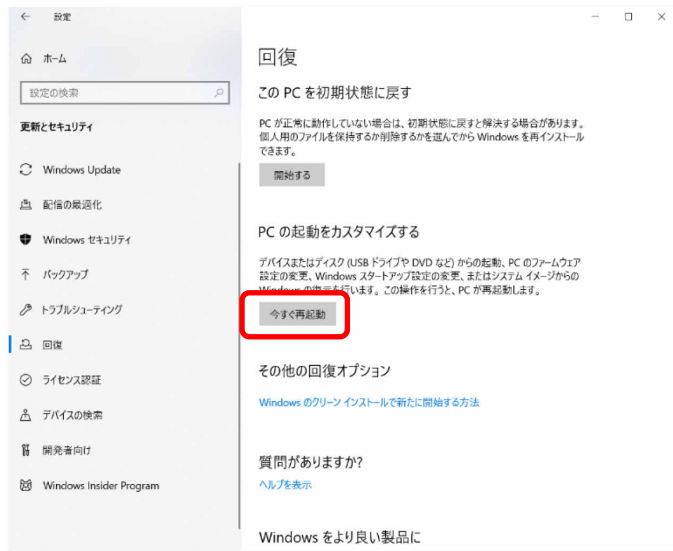 設定
ホーム
設定の検索
更新とセキュリティ
Windows Update
配信の最適化
Windows セキュリティ
バックアップ
トラブルシューティング
回復
ライセンス認証
デバイスの検索
開発者向け
Windows Insider Program
回復
この PC を初期状態に戻す
PC が正常に動作していない場合は、初期状態に戻すと解決する場合があります。
個人用のファイルを保持するか削除するかを選んでから Windows を再インストール
できます。
開始する
PC の起動をカスタマイズする
デバイスまたはディスク (USB ドライブや DVD など) からの起動、PC のファームウェア
設定の変更、Windows スタートアップ設定の変更、またはシステム イメージからの
Windows の復元を行います。この操作を行うと、PC が再起動します。
今すぐ再起動
その他の回復オプション
Windows のクリーン インストールで新たに開始する方法
質問がありますか?
ヘルプを表示
Windows をより良い製品に